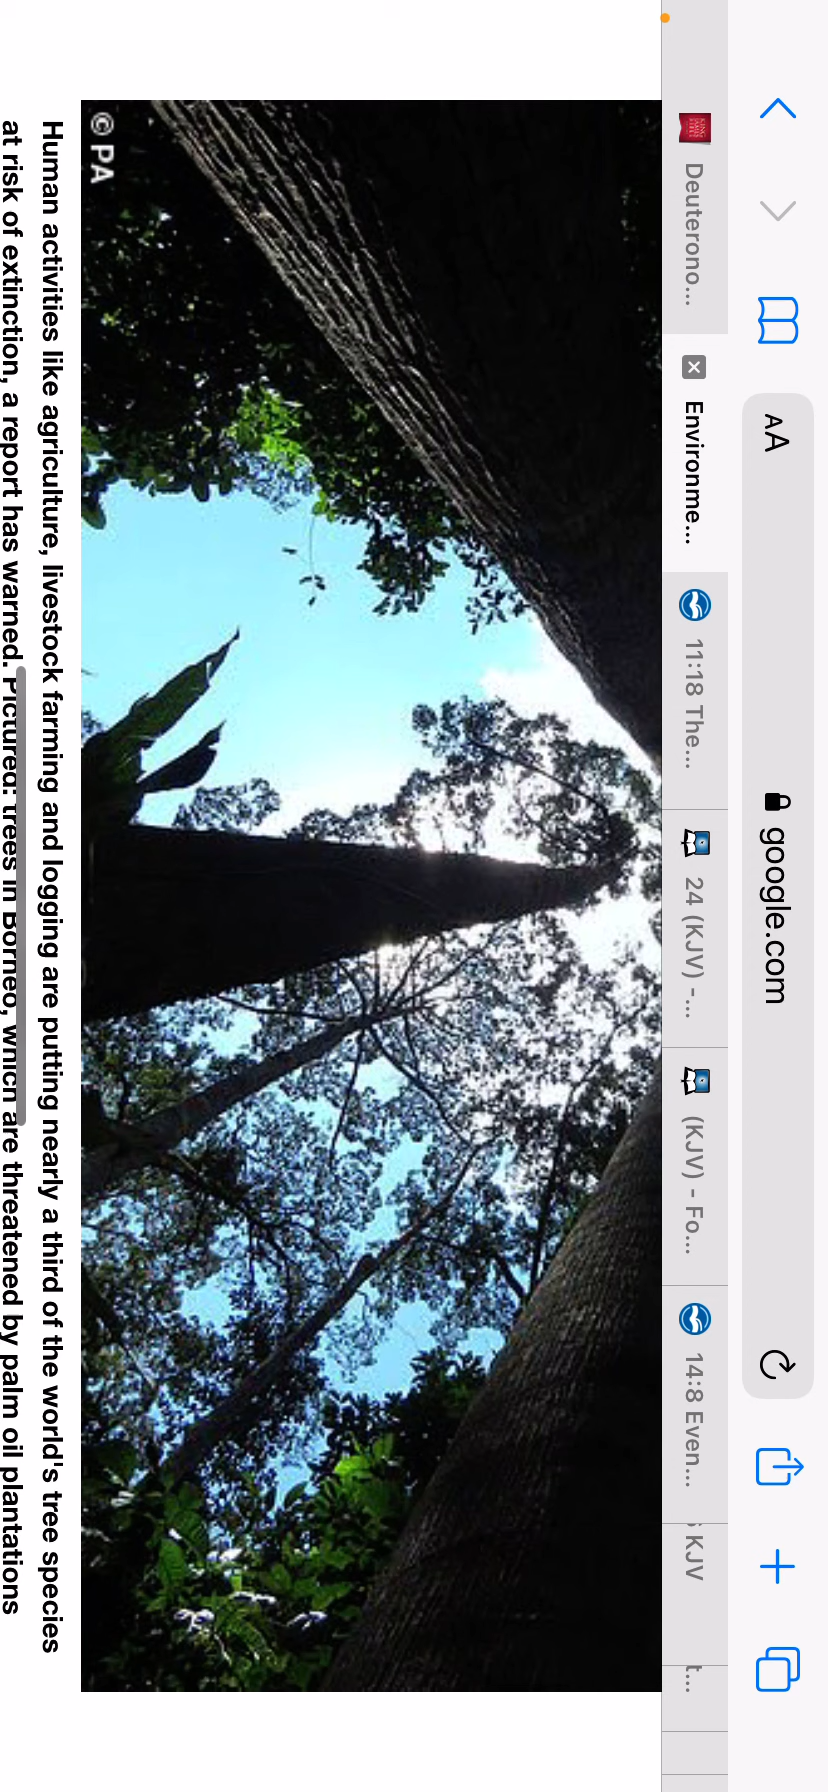 google.com
AA
Deuterono...
Environme...
11:18 The...
24 (KJV) -...
(KJV) - Fo...
14:8 Even...
KJV
t...
© PA
Human activities like agriculture, livestock farming and logging are putting nearly a third of the world's tree species
at risk of extinction, a report has warned. Pictured: trees in Borneo, which are threatened by palm oil plantations